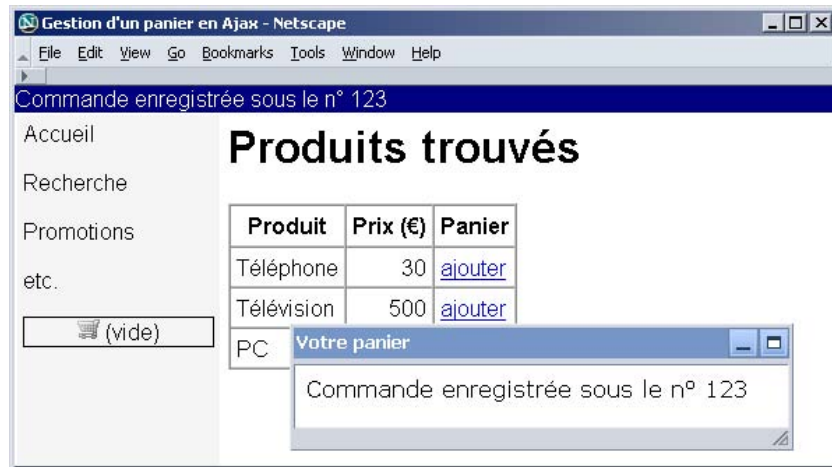 Gestion d'un panier en Ajax - Netscape
File Edit View Go Bookmarks Tools Window Help
Commande enregistrée sous le n° 123
Accueil
Recherche
Promotions
etc.
(vide)
Produits trouvés
Produit Prix (€) Panier
Téléphone 30 ajouter
Télévision 500 ajouter
PC
Votre panier
Commande enregistrée sous le nº 123